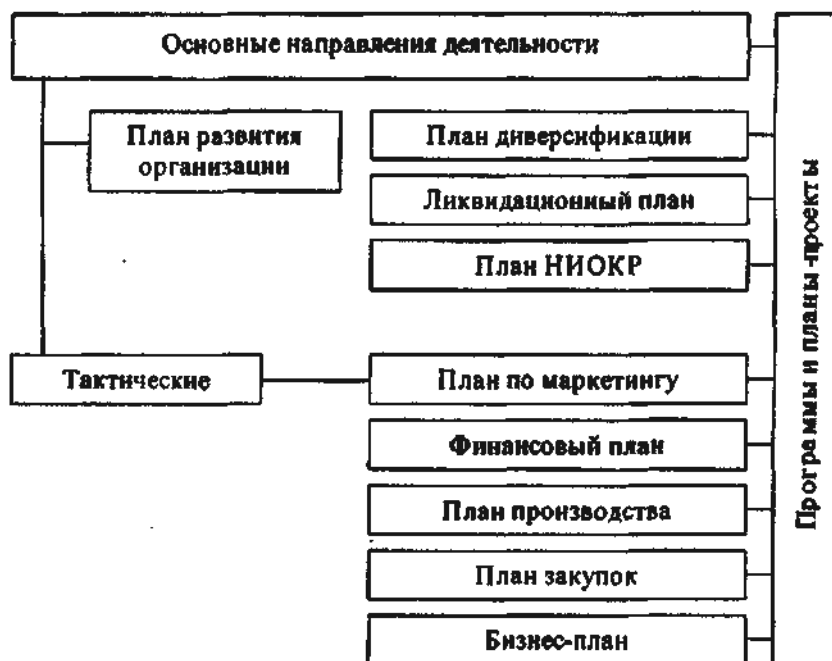 Основные направления деятельности
План развития
организации
План диверсификации
Ликвидационный план
План НИОКР
Тактические
План по маркетингу
Финансовый план
План производства
План закупок
Бизнес-план
Программы и планы-проекты